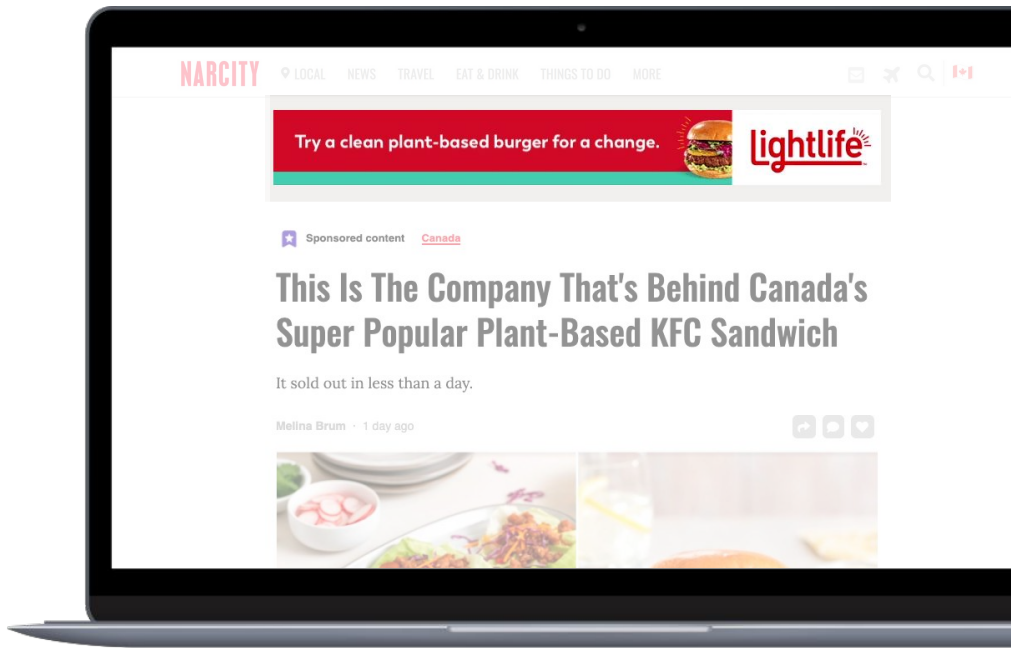 NARCITY LOCAL NEWS TRAVEL EAT & DRINK THINGS TO DO MORE
Try a clean plant-based burger for a change. lightlife
Sponsored content Canada
This Is The Company That's Behind Canada's
Super Popular Plant-Based KFC Sandwich
It sold out in less than a day.
Melina Brum · 1 day ago